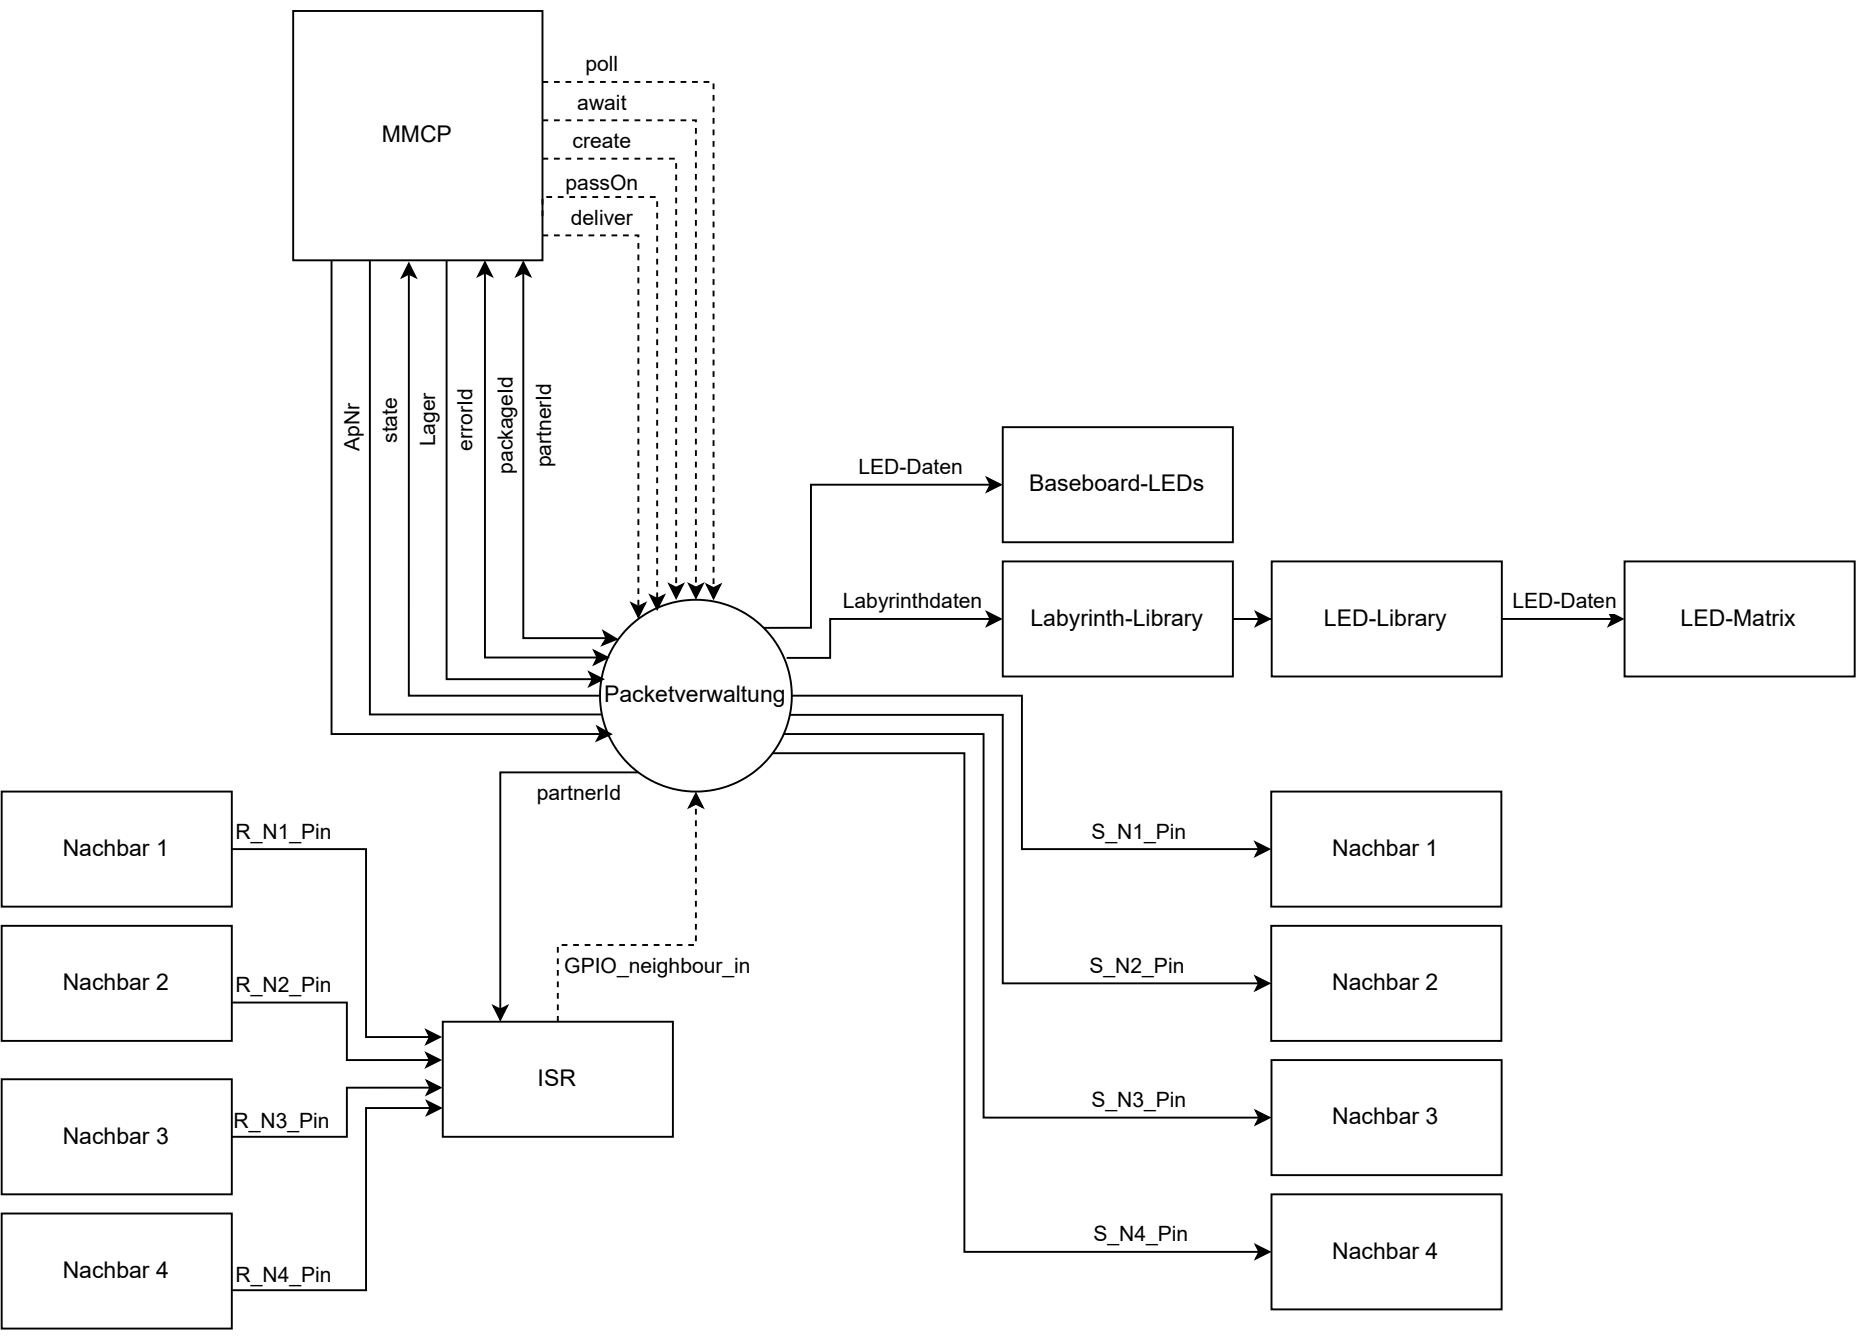 poll
await
MMCP
create
passOn
deliver
ApNr
state
Lager
errorId
packageId
partnerId
LED-Daten
Baseboard-LEDs
Labyrinthdaten
Labyrinth-Library
LED-Library
LED-Daten
LED-Matrix
Packetverwaltung
partnerId
Nachbar 1
R_N1_Pin
S_N1_Pin
Nachbar 1
GPIO_neighbour_in
Nachbar 2
R_N2_Pin
S_N2_Pin
Nachbar 2
ISR
Nachbar 3
R_N3_Pin
S_N3_Pin
Nachbar 3
Nachbar 4
R_N4_Pin
S_N4_Pin
Nachbar 4